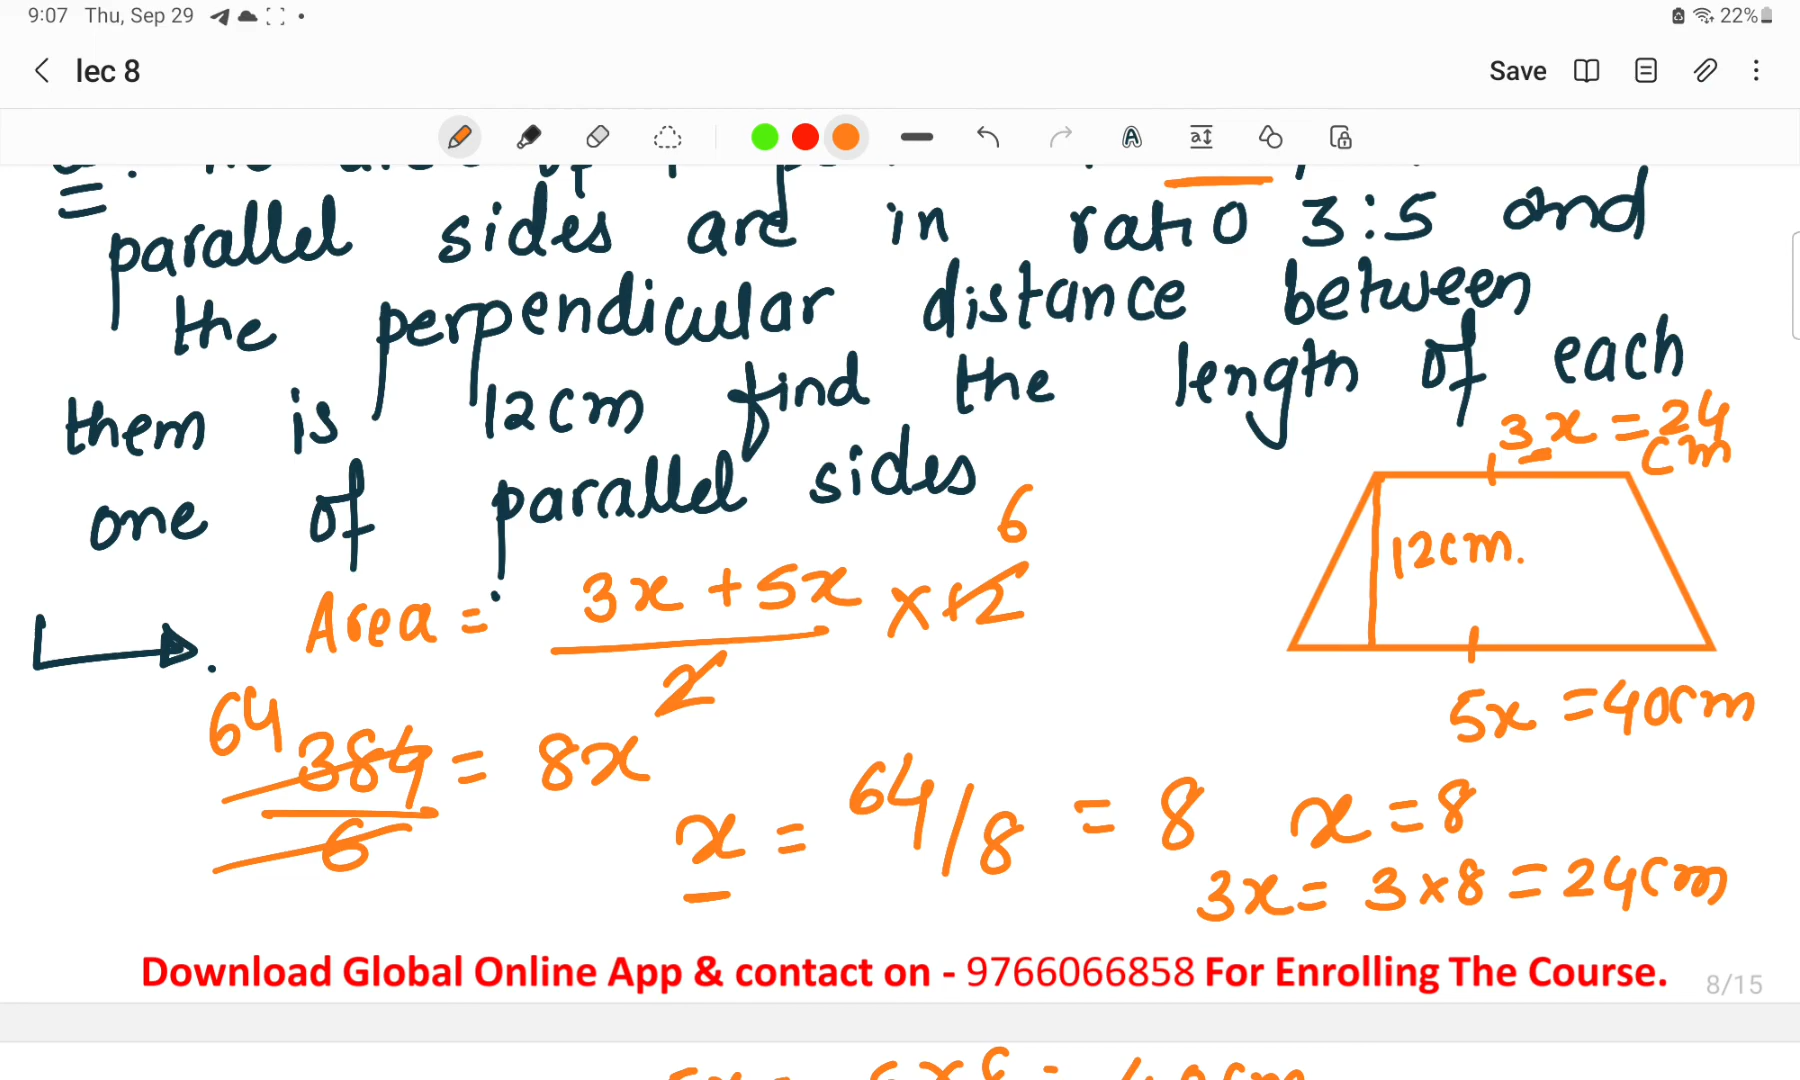 9:07 Thu, Sep 29
22%
lec 8
Save
parallel sides are in ratio 3:5 and
the perpendicular distance between
them is 12cm find the length of each
one of parallel sides
3x = 24
cm
12cm.
5x = 40cm
6
Area = 3x + 5x / 2 × 12
64
384 / 6 = 8x
x = 64/8 = 8 x = 8
3x = 3 × 8 = 24cm
Download Global Online App & contact on - 9766066858 For Enrolling The Course.
8/15